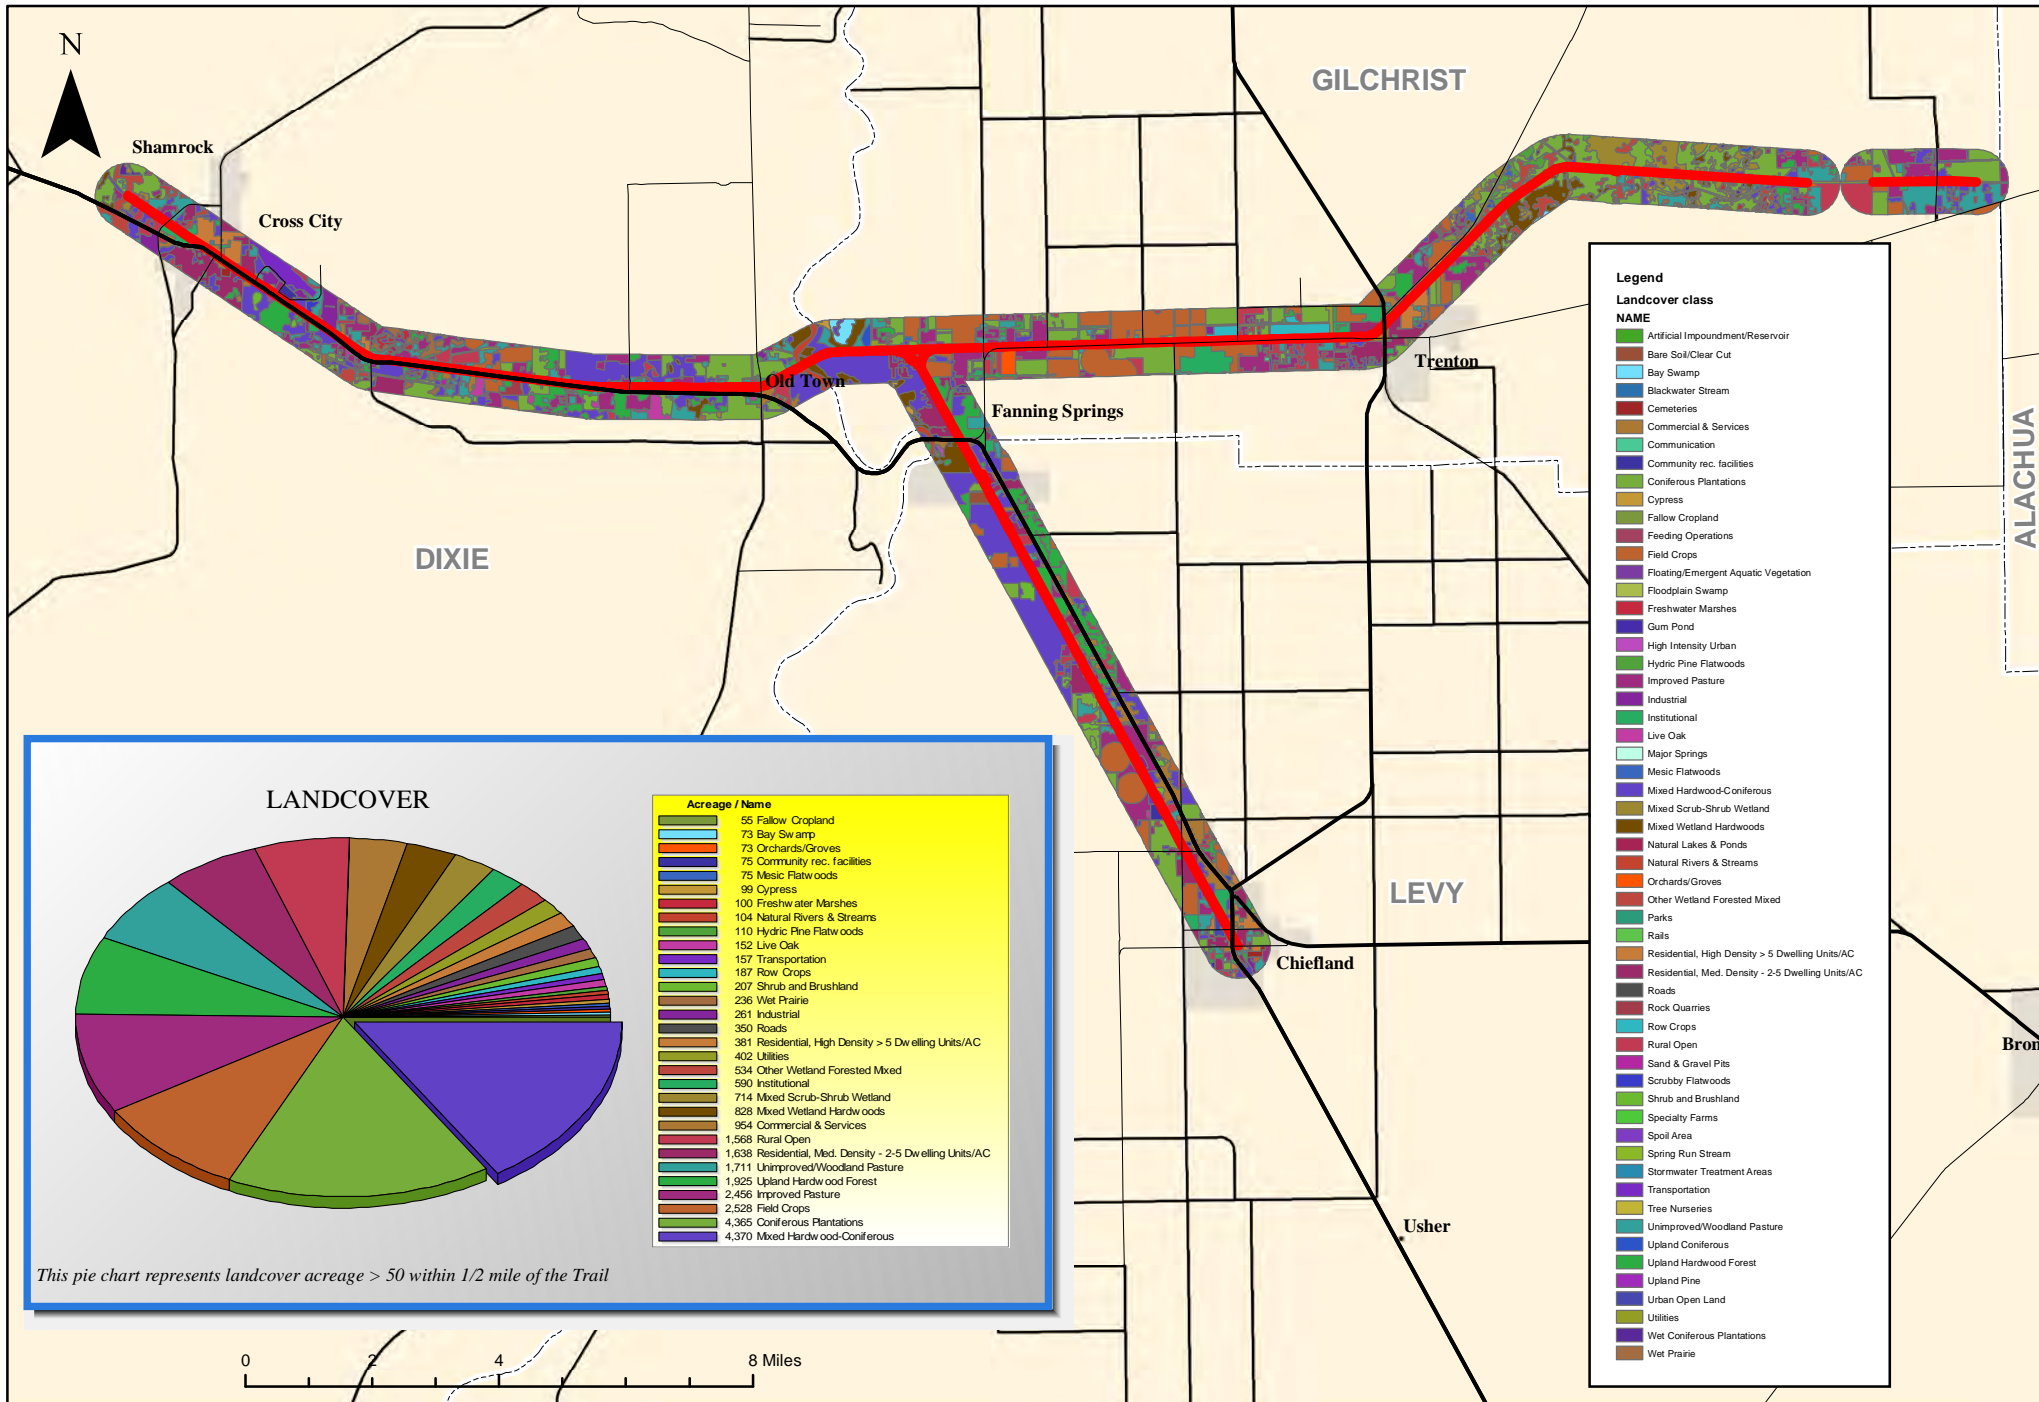 N
GILCHRIST
Shamrock
Cross City
Old Town
Trenton
Fanning Springs
DIXIE
ALACHUA
LEVY
Chiefland
Usher
Bron
Legend
Landcover class
NAME
Artificial Impoundment/Reservoir
Bare Soil/Clear Cut
Bay Swamp
Blackwater Stream
Cemeteries
Commercial & Services
Communication
Community rec. facilities
Coniferous Plantations
Cypress
Fallow Cropland
Feeding Operations
Field Crops
Floating/Emergent Aquatic Vegetation
Floodplain Swamp
Freshwater Marshes
Gum Pond
High Intensity Urban
Hydric Pine Flatwoods
Improved Pasture
Industrial
Institutional
Live Oak
Major Springs
Mesic Flatwoods
Mixed Hardwood-Coniferous
Mixed Scrub-Shrub Wetland
Mixed Wetland Hardwoods
Natural Lakes & Ponds
Natural Rivers & Streams
Orchards/Groves
Other Wetland Forested Mixed
Parks
Rails
Residential, High Density > 5 Dwelling Units/AC
Residential, Med. Density - 2-5 Dwelling Units/AC
Roads
Rock Quarries
Row Crops
Rural Open
Sand & Gravel Pits
Scrubby Flatwoods
Shrub and Brushland
Specialty Farms
Spoil Area
Spring Run Stream
Stormwater Treatment Areas
Transportation
Tree Nurseries
Unimproved/Woodland Pasture
Upland Coniferous
Upland Hardwood Forest
Upland Pine
Urban Open Land
Utilities
Wet Coniferous Plantations
Wet Prairie
LANDCOVER
Acreage / Name
55 Fallow Cropland
73 Bay Swamp
73 Orchards/Groves
75 Community rec. facilities
75 Mesic Flatwoods
99 Cypress
100 Freshwater Marshes
104 Natural Rivers & Streams
110 Hydric Pine Flatwoods
152 Live Oak
157 Transportation
187 Row Crops
207 Shrub and Brushland
236 Wet Prairie
261 Industrial
350 Roads
381 Residential, High Density > 5 Dwelling Units/AC
402 Utilities
534 Other Wetland Forested Mixed
590 Institutional
714 Mixed Scrub-Shrub Wetland
828 Mixed Wetland Hardwoods
954 Commercial & Services
1,568 Rural Open
1,638 Residential, Med. Density - 2-5 Dwelling Units/AC
1,711 Unimproved/Woodland Pasture
1,925 Upland Hardwood Forest
2,456 Improved Pasture
2,528 Field Crops
4,365 Coniferous Plantations
4,370 Mixed Hardwood-Coniferous
This pie chart represents landcover acreage > 50 within 1/2 mile of the Trail
0 2 4 8 Miles